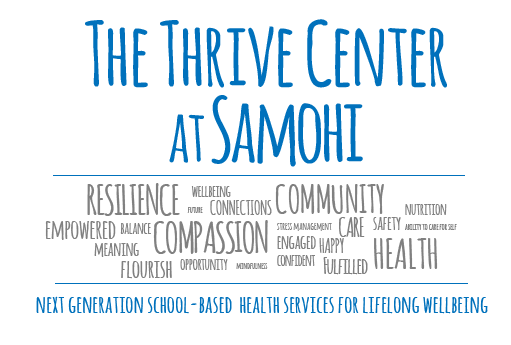 THE THRIVE CENTER
AT SAMOHI
RESILIENCE WELLBEING COMMUNITY
FUTURE CONNECTIONS NUTRITION
EMPOWERED BALANCE COMPASSION STRESS MANAGEMENT CARE SAFETY ABILITY TO CARE FOR SELF
MEANING ENGAGED HAPPY HEALTH
FLOURISH OPPORTUNITY MINDFULNESS CONFIDENT FULFILLED
NEXT GENERATION SCHOOL-BASED HEALTH SERVICES FOR LIFELONG WELLBEING